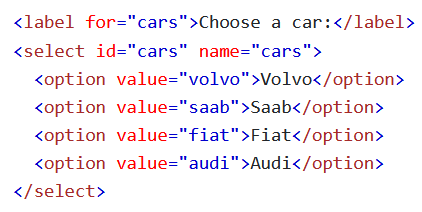 <label for="cars">Choose a car:</label>
<select id="cars" name="cars">
  <option value="volvo">Volvo</option>
  <option value="saab">Saab</option>
  <option value="fiat">Fiat</option>
  <option value="audi">Audi</option>
</select>